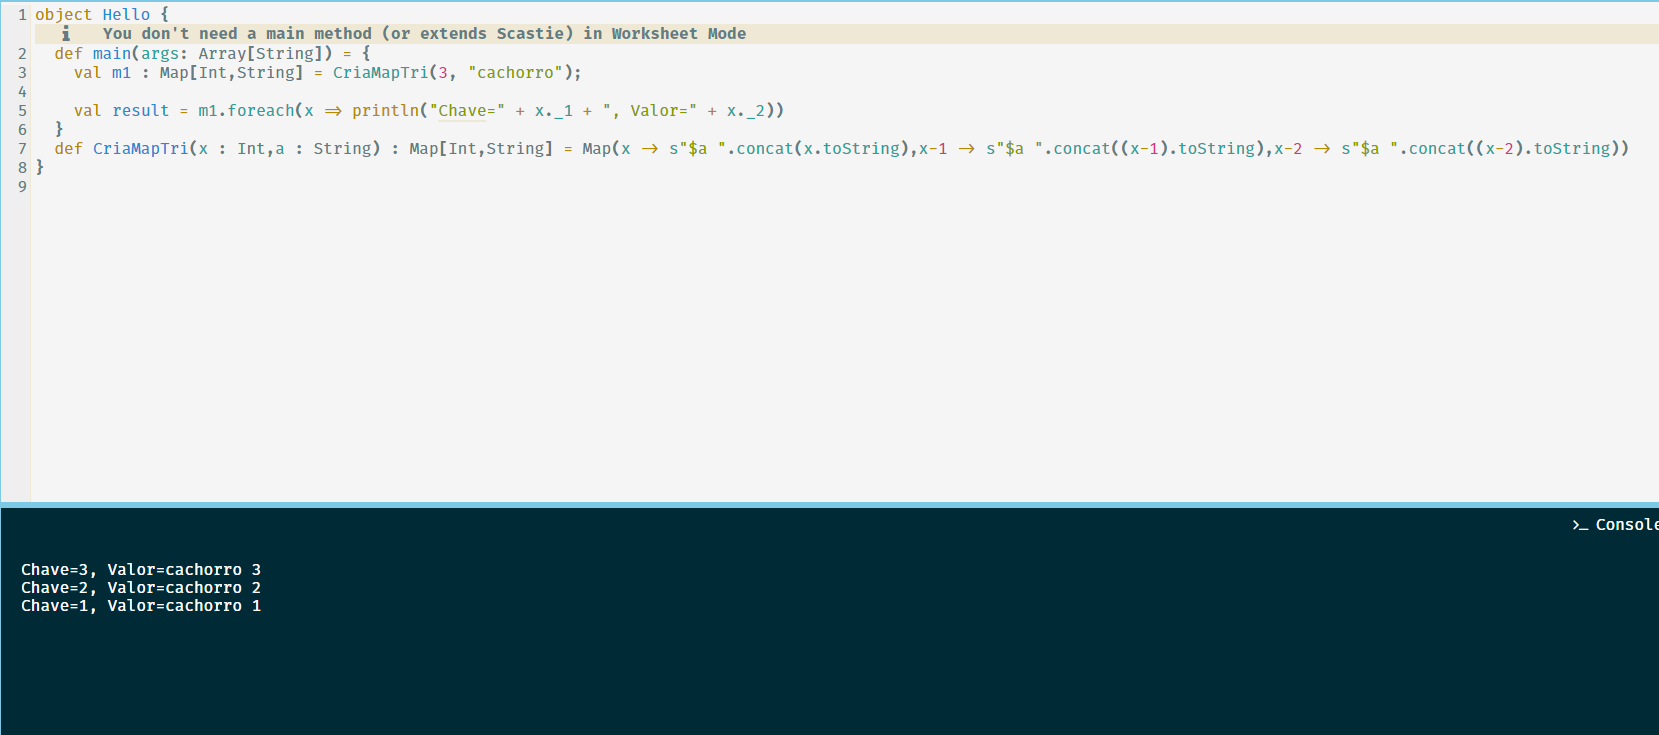 1 object Hello {
i You don't need a main method (or extends Scastie) in Worksheet Mode
2 def main(args: Array[String]) = {
3 val m1 : Map[Int,String] = CriaMapTri(3, "cachorro");
4
5 val result = m1.foreach(x ⇒ println("Chave=" + x._1 + ", Valor=" + x._2))
6 }
7 def CriaMapTri(x : Int,a : String) : Map[Int,String] = Map(x → s"$a ".concat(x.toString),x-1 → s"$a ".concat((x-1).toString),x-2 → s"$a ".concat((x-2).toString))
8 }
9
>_ Console
Chave=3, Valor=cachorro 3
Chave=2, Valor=cachorro 2
Chave=1, Valor=cachorro 1